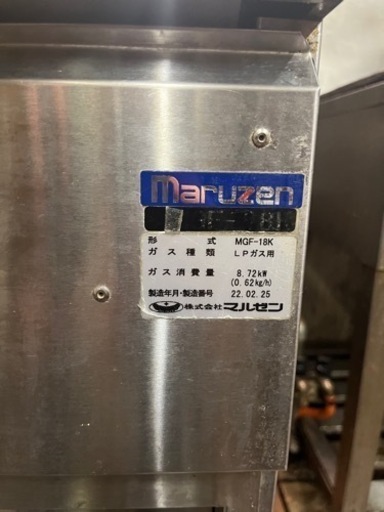 maruzen
形 式 MGF-18K
ガス種類 LPガス用
ガス消費量 8.72kW
(0.62kg/h)
製造年月・製造番号 22.02.25
株式会社マルゼン